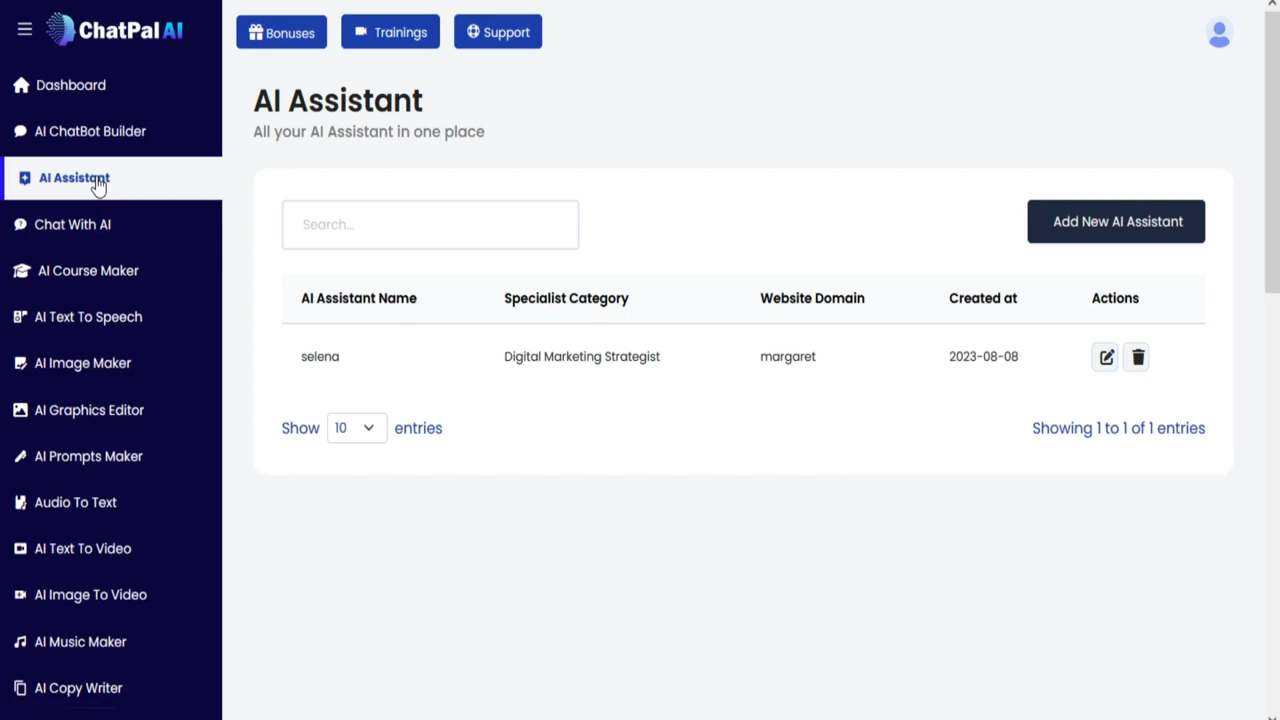 ChatPal AI
Bonuses
Trainings
Support
Dashboard
AI ChatBot Builder
AI Assistant
Chat With AI
AI Course Maker
AI Text To Speech
AI Image Maker
AI Graphics Editor
AI Prompts Maker
Audio To Text
AI Text To Video
AI Image To Video
AI Music Maker
AI Copy Writer
AI Assistant
All your AI Assistant in one place
Search...
Add New AI Assistant
AI Assistant Name Specialist Category Website Domain Created at Actions
selena Digital Marketing Strategist margaret 2023-08-08
Show 10 entries
Showing 1 to 1 of 1 entries